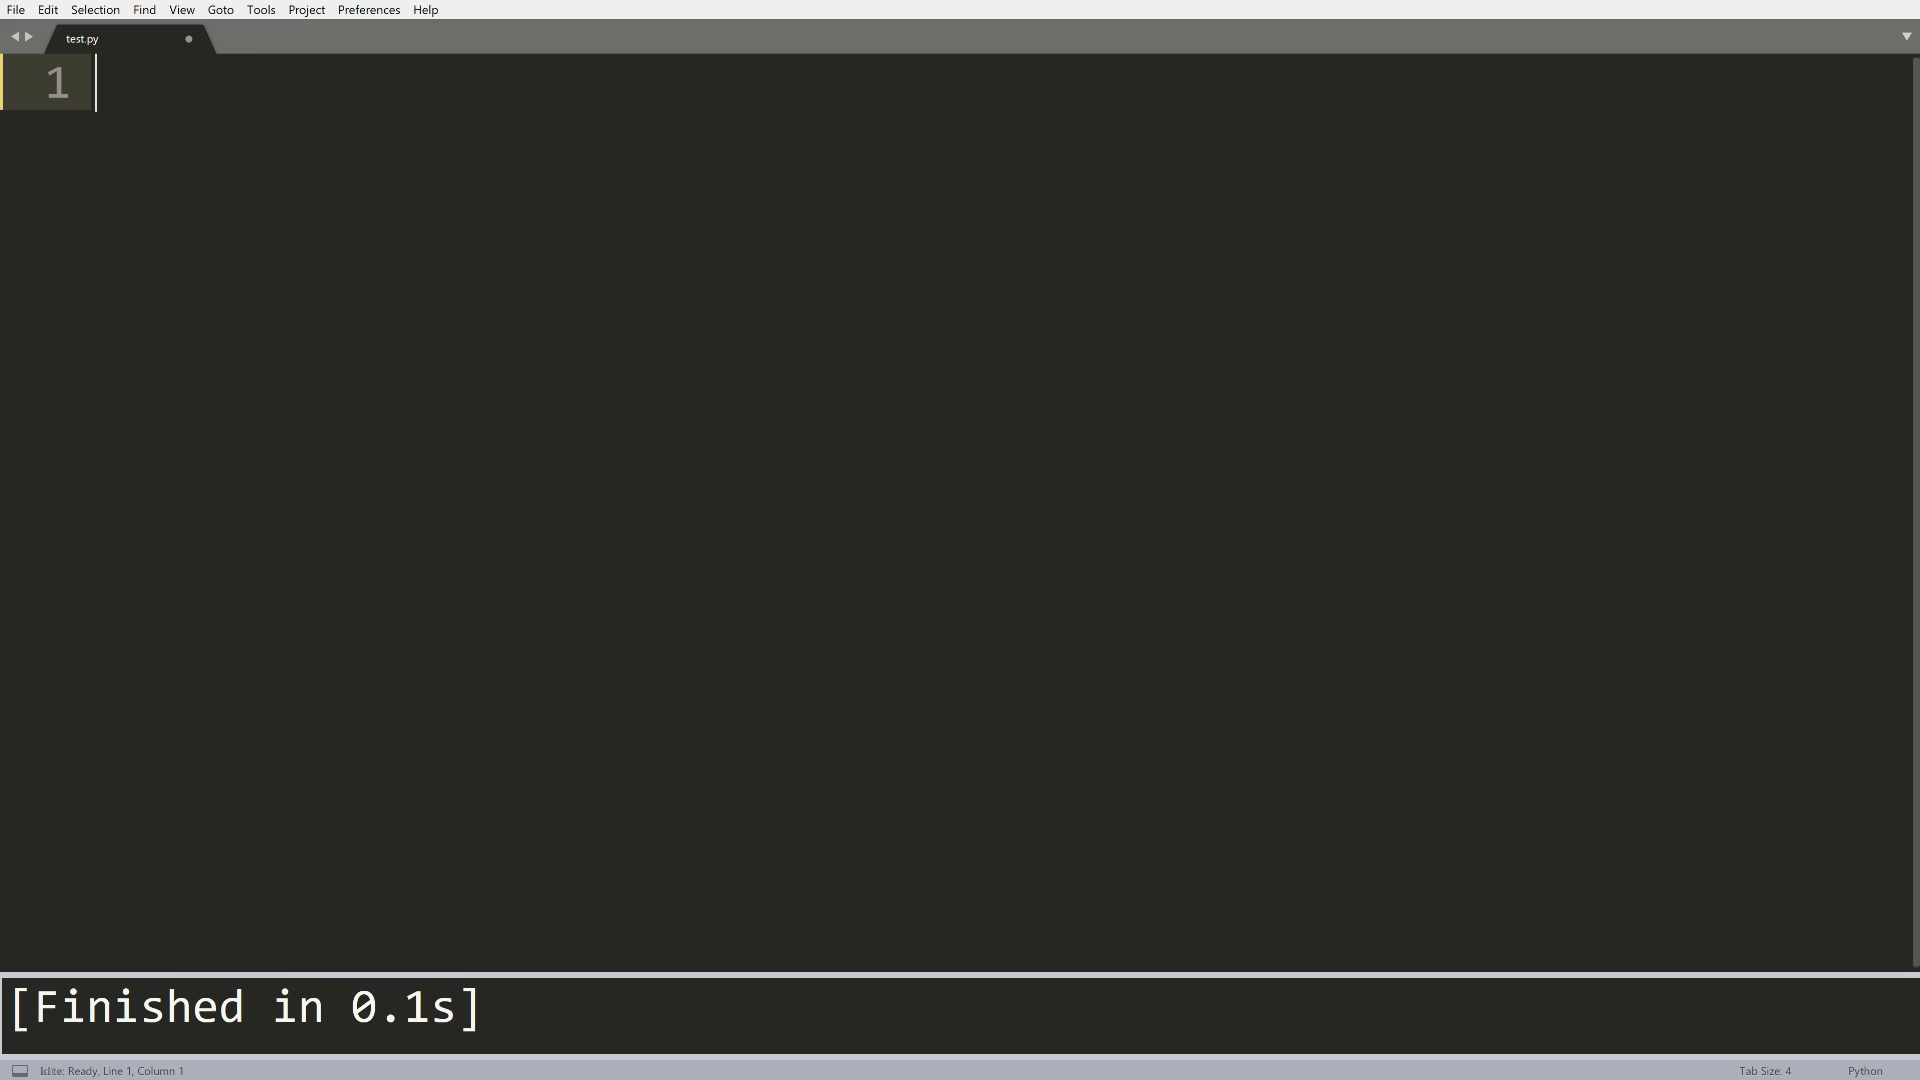 File Edit Selection Find View Goto Tools Project Preferences Help
test.py
1
[Finished in 0.1s]
Ready, Line 1, Column 1 Tab Size: 4 Python